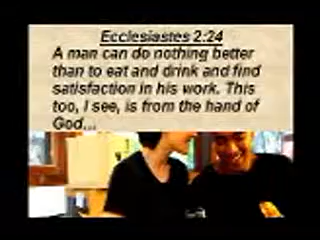 Ecclesiastes 2:24
A man can do nothing better
than to eat and drink and find
satisfaction in his work. This
too, I see, is from the hand of
God...